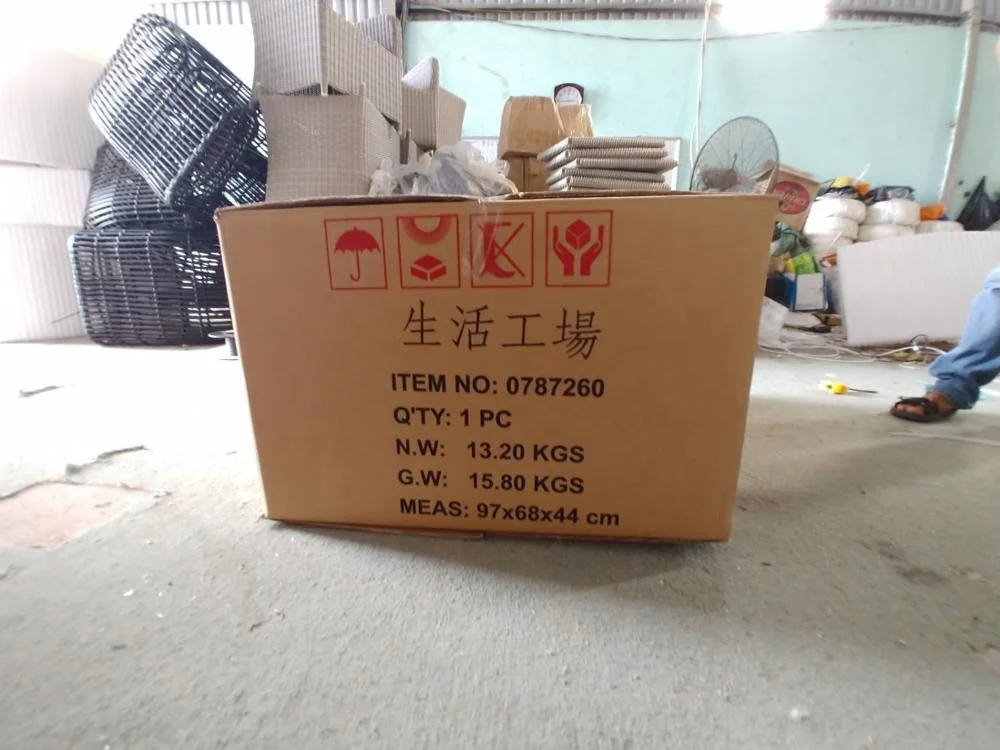 生活工場
ITEM NO: 0787260
Q'TY: 1 PC
N.W: 13.20 KGS
G.W: 15.80 KGS
MEAS: 97x68x44 cm